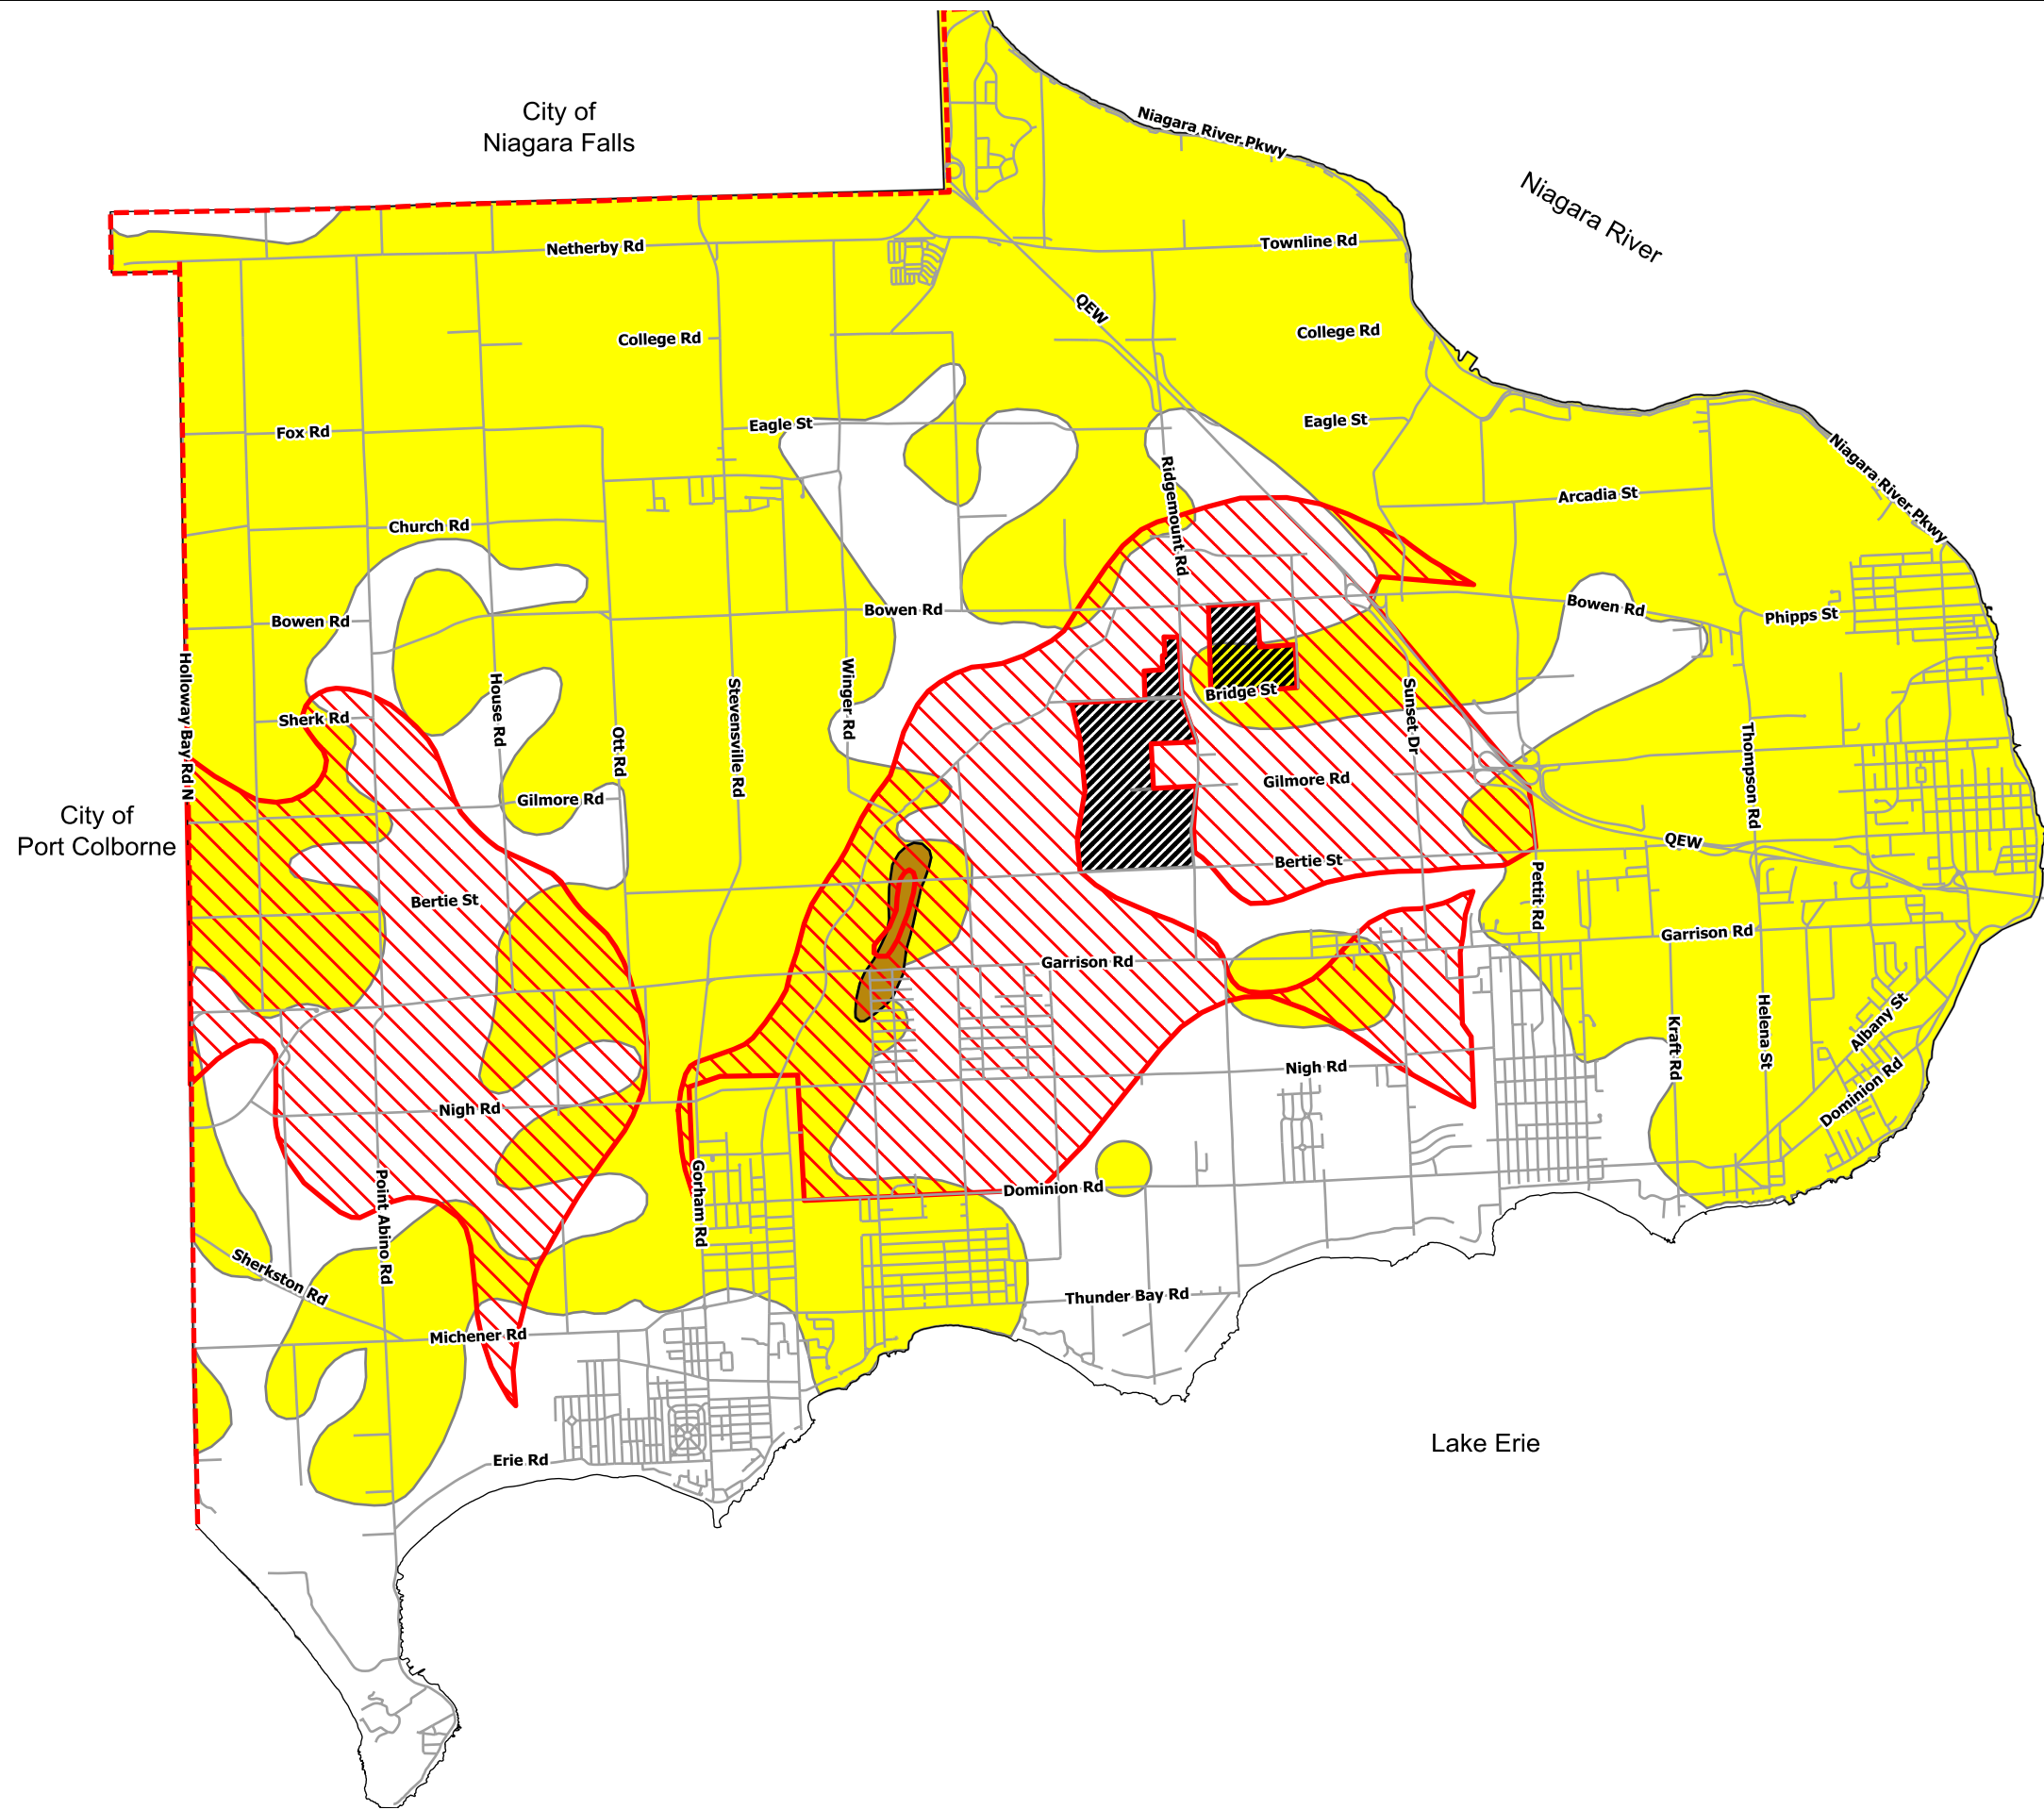 City of
Niagara Falls
Niagara River Pkwy
Niagara River
Netherby Rd
Townline Rd
QEW
College Rd
College Rd
Eagle St
Eagle St
Fox Rd
Niagara River Pkwy
Ridgemount Rd
Arcadia St
Church Rd
Bowen Rd
Bowen Rd
Bowen Rd
Phipps St
Holloway Bay Rd N
House Rd
Winger Rd
Stevensville Rd
Sherk Rd
Bridge St
Sunset Dr
Ott Rd
Thompson Rd
Gilmore Rd
Gilmore Rd
City of
Port Colborne
QEW
Bertie St
Bertie St
Pettit Rd
Garrison Rd
Garrison Rd
Kraft Rd
Helena St
Albany St
Nigh Rd
Nigh Rd
Dominion Rd
Point Abino Rd
Gorham Rd
Dominion Rd
Sherkston Rd
Thunder Bay Rd
Michener Rd
Erie Rd
Lake Erie